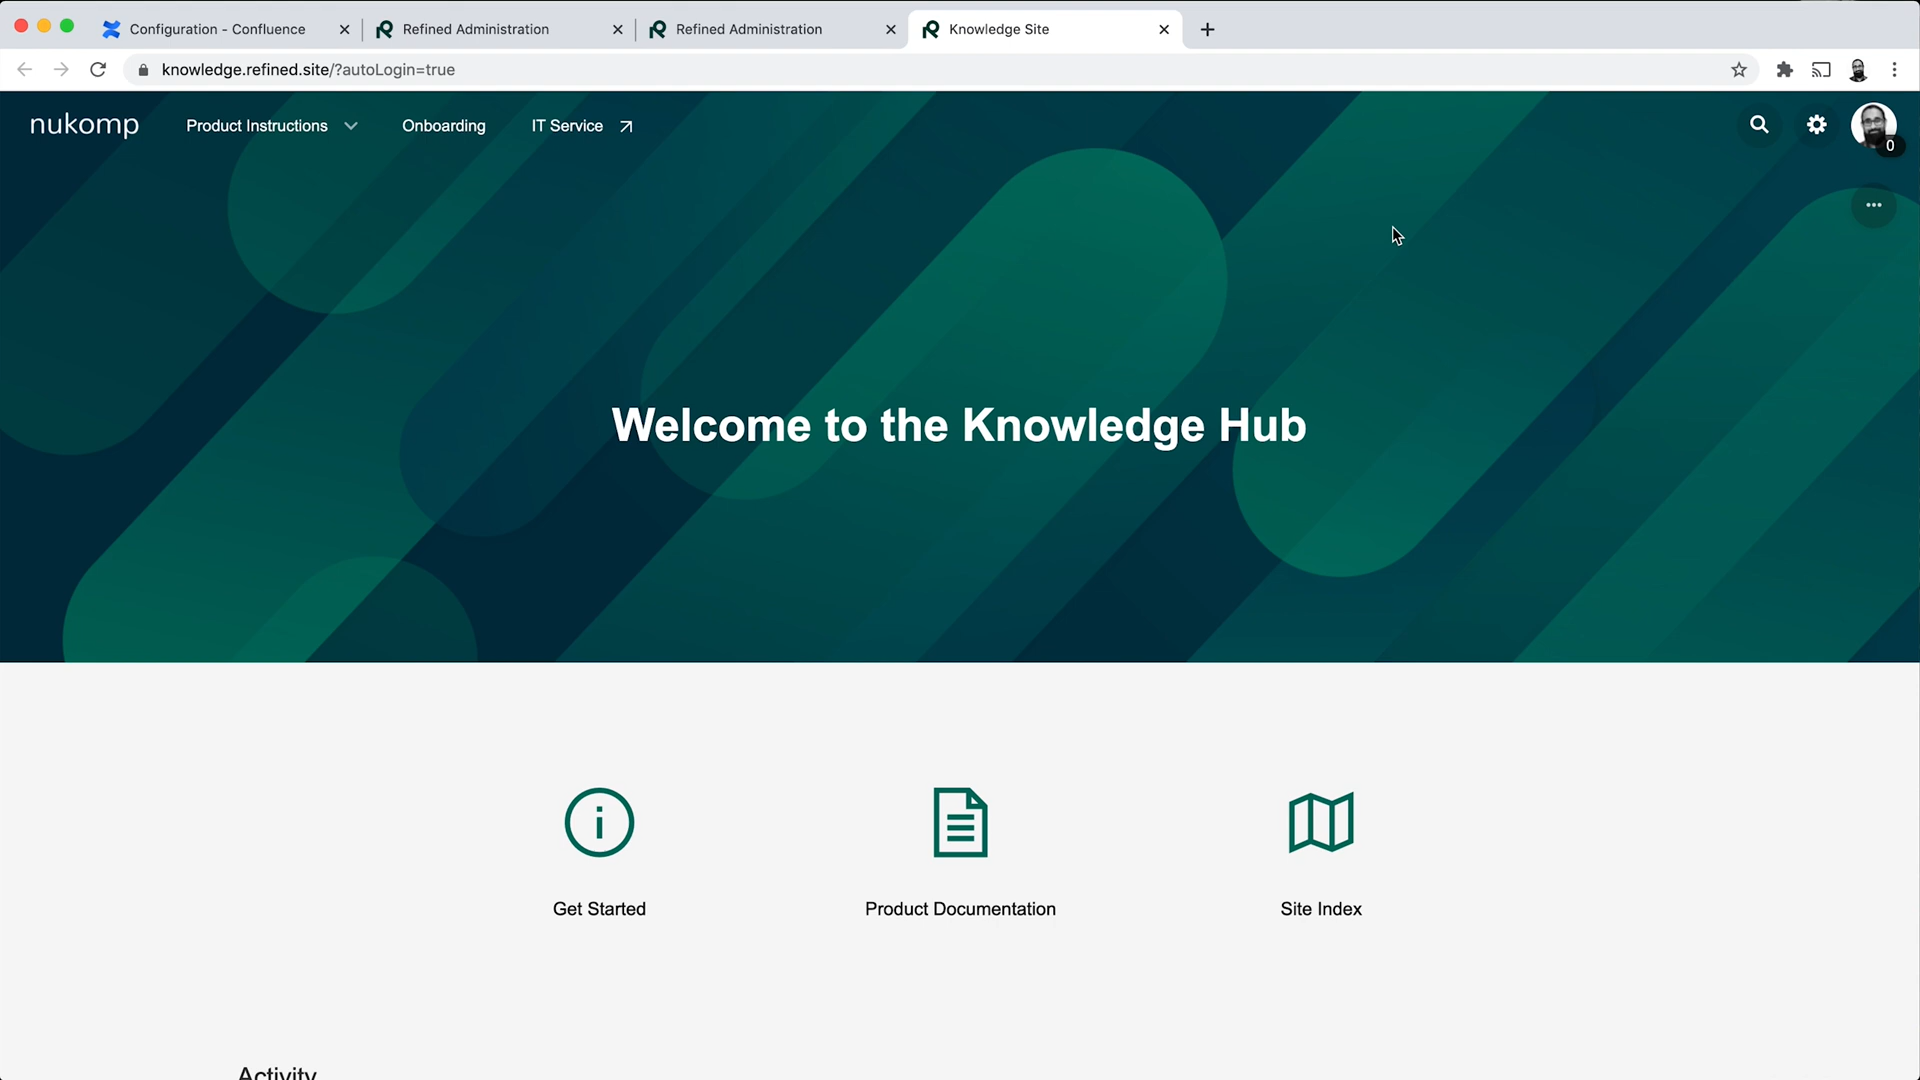 Configuration - Confluence
Refined Administration
Refined Administration
Knowledge Site
knowledge.refined.site/?autoLogin=true
nukomp
Product Instructions
Onboarding
IT Service
0
Welcome to the Knowledge Hub
Get Started
Product Documentation
Site Index
Activity